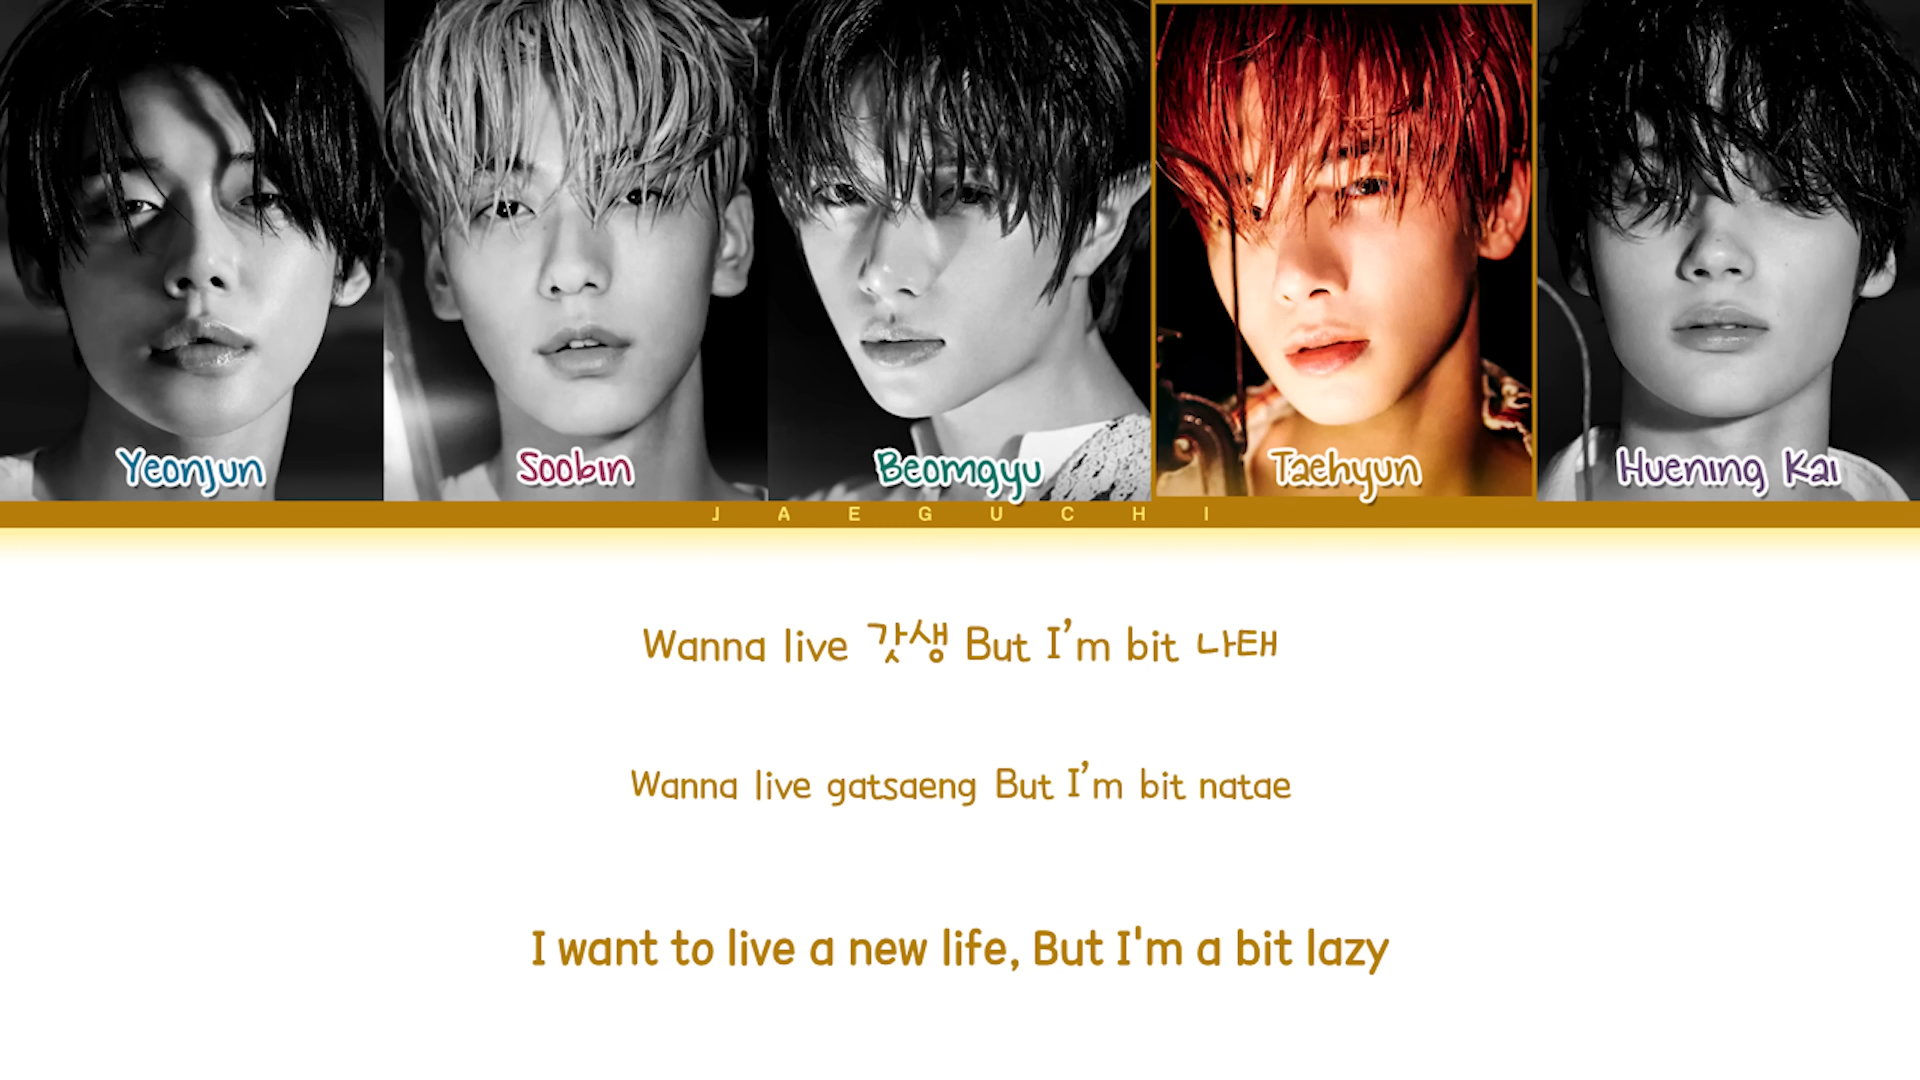 Yeonjun Soobin Beomgyu Taehyun Huening Kai
JAEGUCHI
Wanna live 갓생 But I’m bit 나태
Wanna live gatsaeng But I’m bit natae
I want to live a new life, But I'm a bit lazy